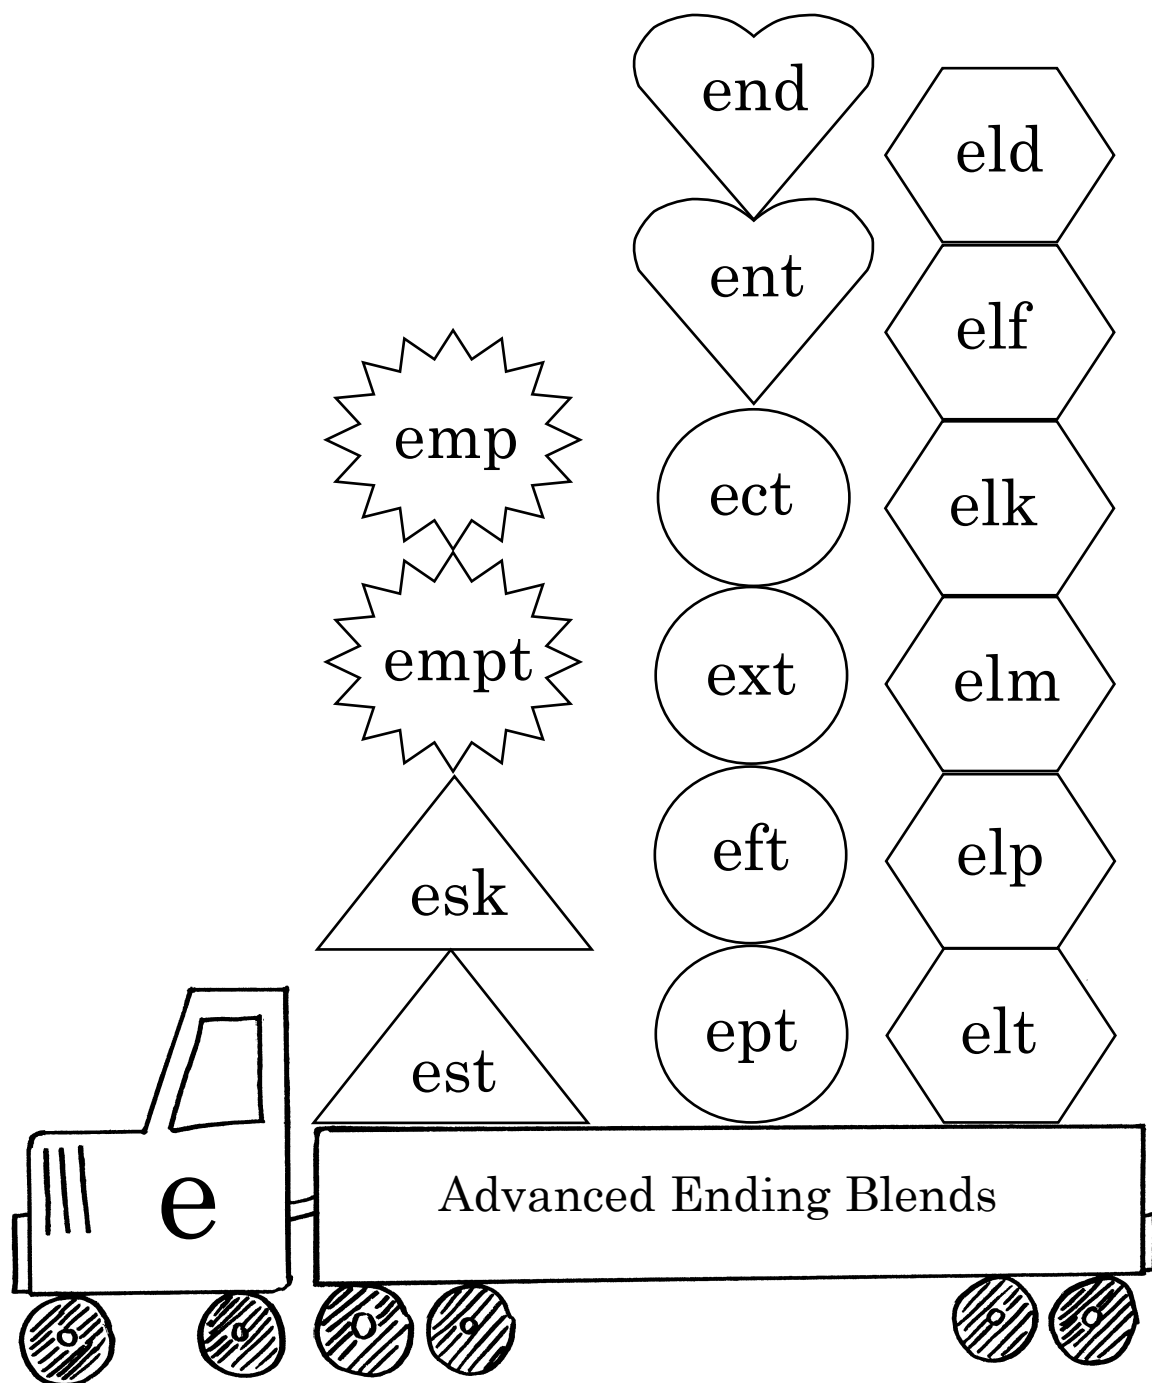 end
ent
ect
ext
eft
ept
eld
elf
elk
elm
elp
elt
emp
empt
esk
est
e
Advanced Ending Blends